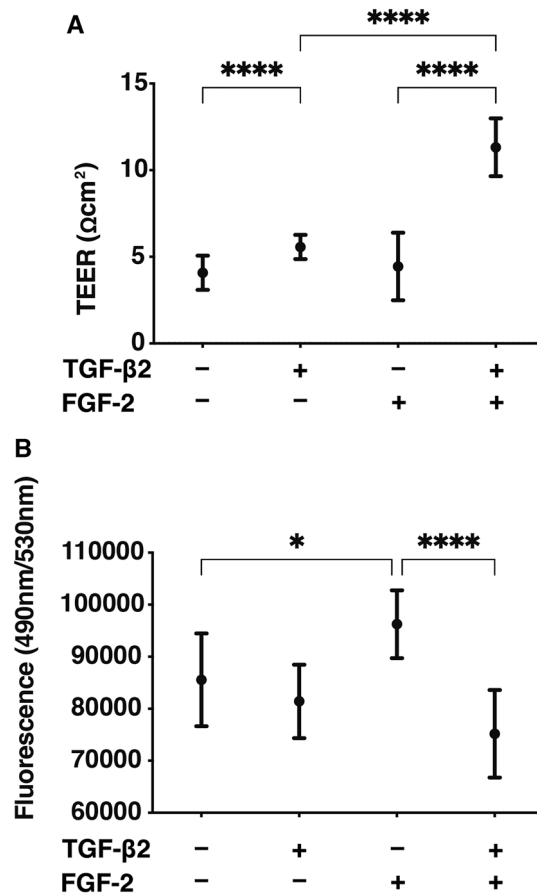 A
****
**** ****
TEER (Ωcm²)
15
10
5
0
TGF-β2 − + − +
FGF-2 − − + +
B
* ****
Fluorescence (490nm/530nm)
110000
100000
90000
80000
70000
60000
TGF-β2 − + − +
FGF-2 − − + +